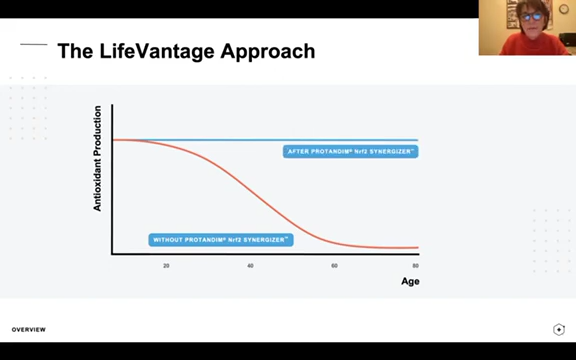 The LifeVantage Approach
Antioxidant Production
AFTER PROTANDIM® Nrf2 SYNERGIZER™
WITHOUT PROTANDIM® Nrf2 SYNERGIZER™
20 40 60 80
Age
OVERVIEW